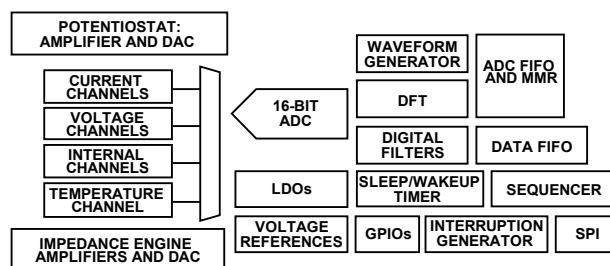 POTENTIOSTAT:
AMPLIFIER AND DAC
CURRENT
CHANNELS
VOLTAGE
CHANNELS
INTERNAL
CHANNELS
TEMPERATURE
CHANNEL
IMPEDANCE ENGINE
AMPLIFIERS AND DAC
16-BIT
ADC
WAVEFORM
GENERATOR
ADC FIFO
AND MMR
DFT
DIGITAL
FILTERS
DATA FIFO
LDOs
SLEEP/WAKEUP
TIMER
SEQUENCER
VOLTAGE
REFERENCES
GPIOs
INTERRUPTION
GENERATOR
SPI